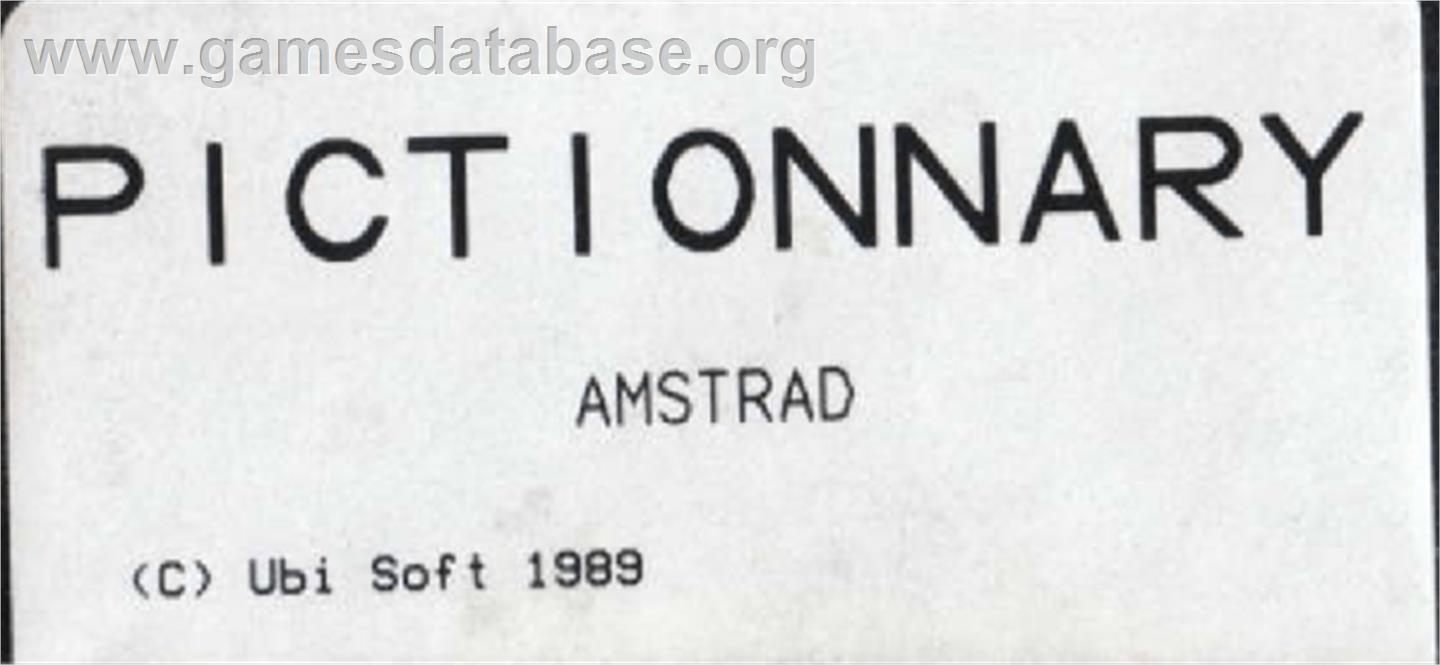 www.gamesdatabase.org
PICTIONNARY
AMSTRAD
(C) Ubi Soft 1989